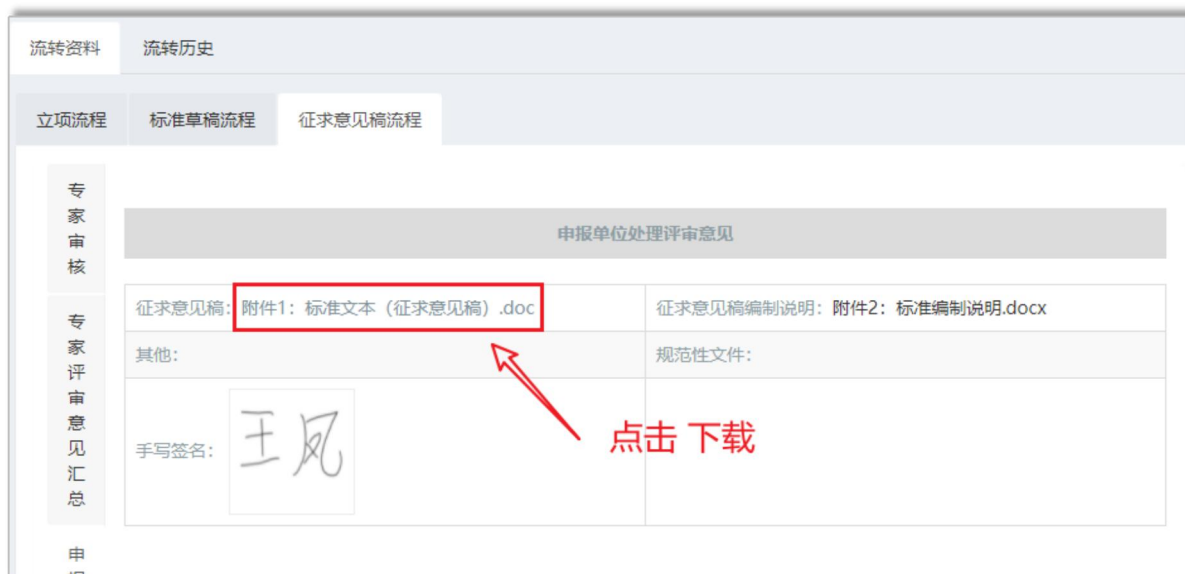 流转资料 流转历史
立项流程 标准草稿流程 征求意见稿流程
专家审核
专家评审意见汇总
申
申报单位处理评审意见
征求意见稿：附件1：标准文本（征求意见稿）.doc 征求意见稿编制说明：附件2：标准编制说明.docx
其他： 规范性文件：
手写签名：王凤
点击 下载